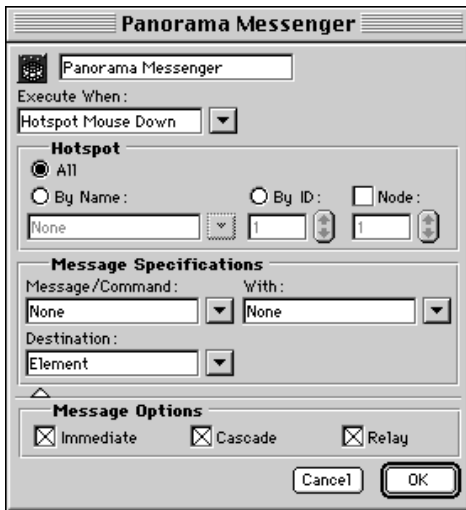 Panorama Messenger
Panorama Messenger
Execute When:
Hotspot Mouse Down
Hotspot
All
By Name: By ID: Node:
None 1 1
Message Specifications
Message/Command: With:
None None
Destination:
Element
Message Options
Immediate Cascade Relay
Cancel OK